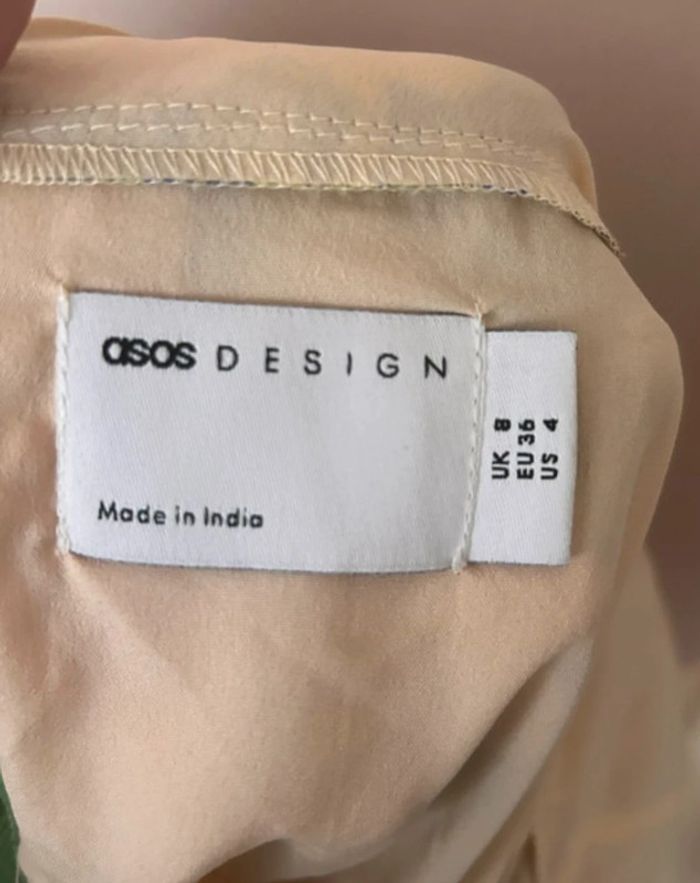 asos DESIGN
Made in India
UK 8
EU 36
US 4